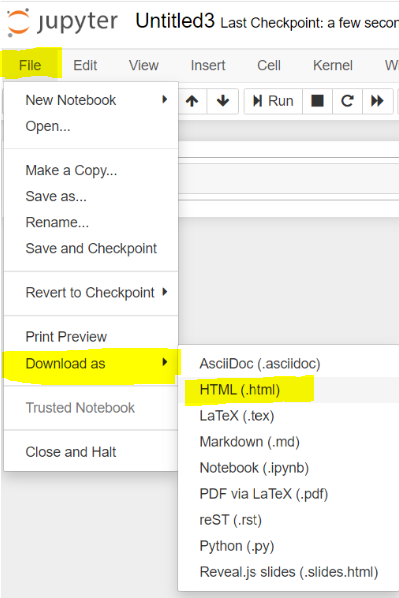 jupyter Untitled3 Last Checkpoint: a few secon
File Edit View Insert Cell Kernel W
New Notebook
Run
Open...
Make a Copy...
Save as...
Rename...
Save and Checkpoint
Revert to Checkpoint
Print Preview
Download as
Trusted Notebook
Close and Halt
AsciiDoc (.asciidoc)
HTML (.html)
LaTeX (.tex)
Markdown (.md)
Notebook (.ipynb)
PDF via LaTeX (.pdf)
reST (.rst)
Python (.py)
Reveal.js slides (.slides.html)